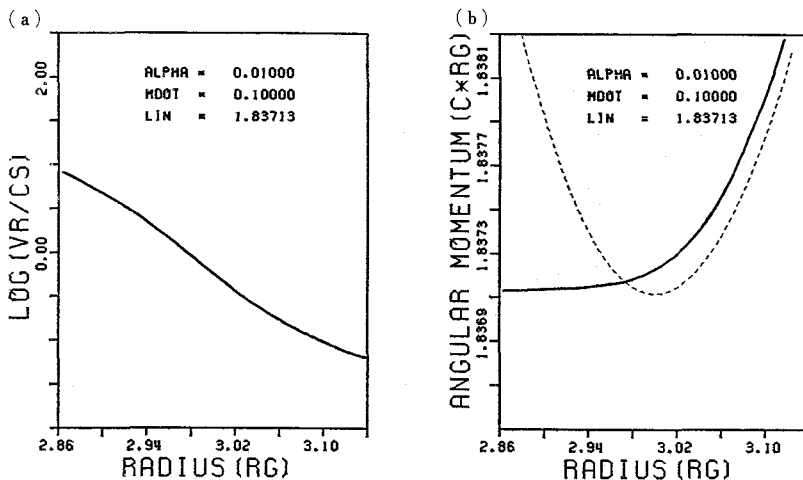 (a)
LOG(VR/CS)
2.00
0.00
ALPHA = 0.01000
MDOT = 0.10000
LIN = 1.83713
2.86 2.94 3.02 3.10
RADIUS(RG)
(b)
ANGULAR MOMENTUM(C*RG)
1.8381
1.8377
1.8373
1.8369
ALPHA = 0.01000
MDOT = 0.10000
LIN = 1.83713
2.86 2.94 3.02 3.10
RADIUS(RG)